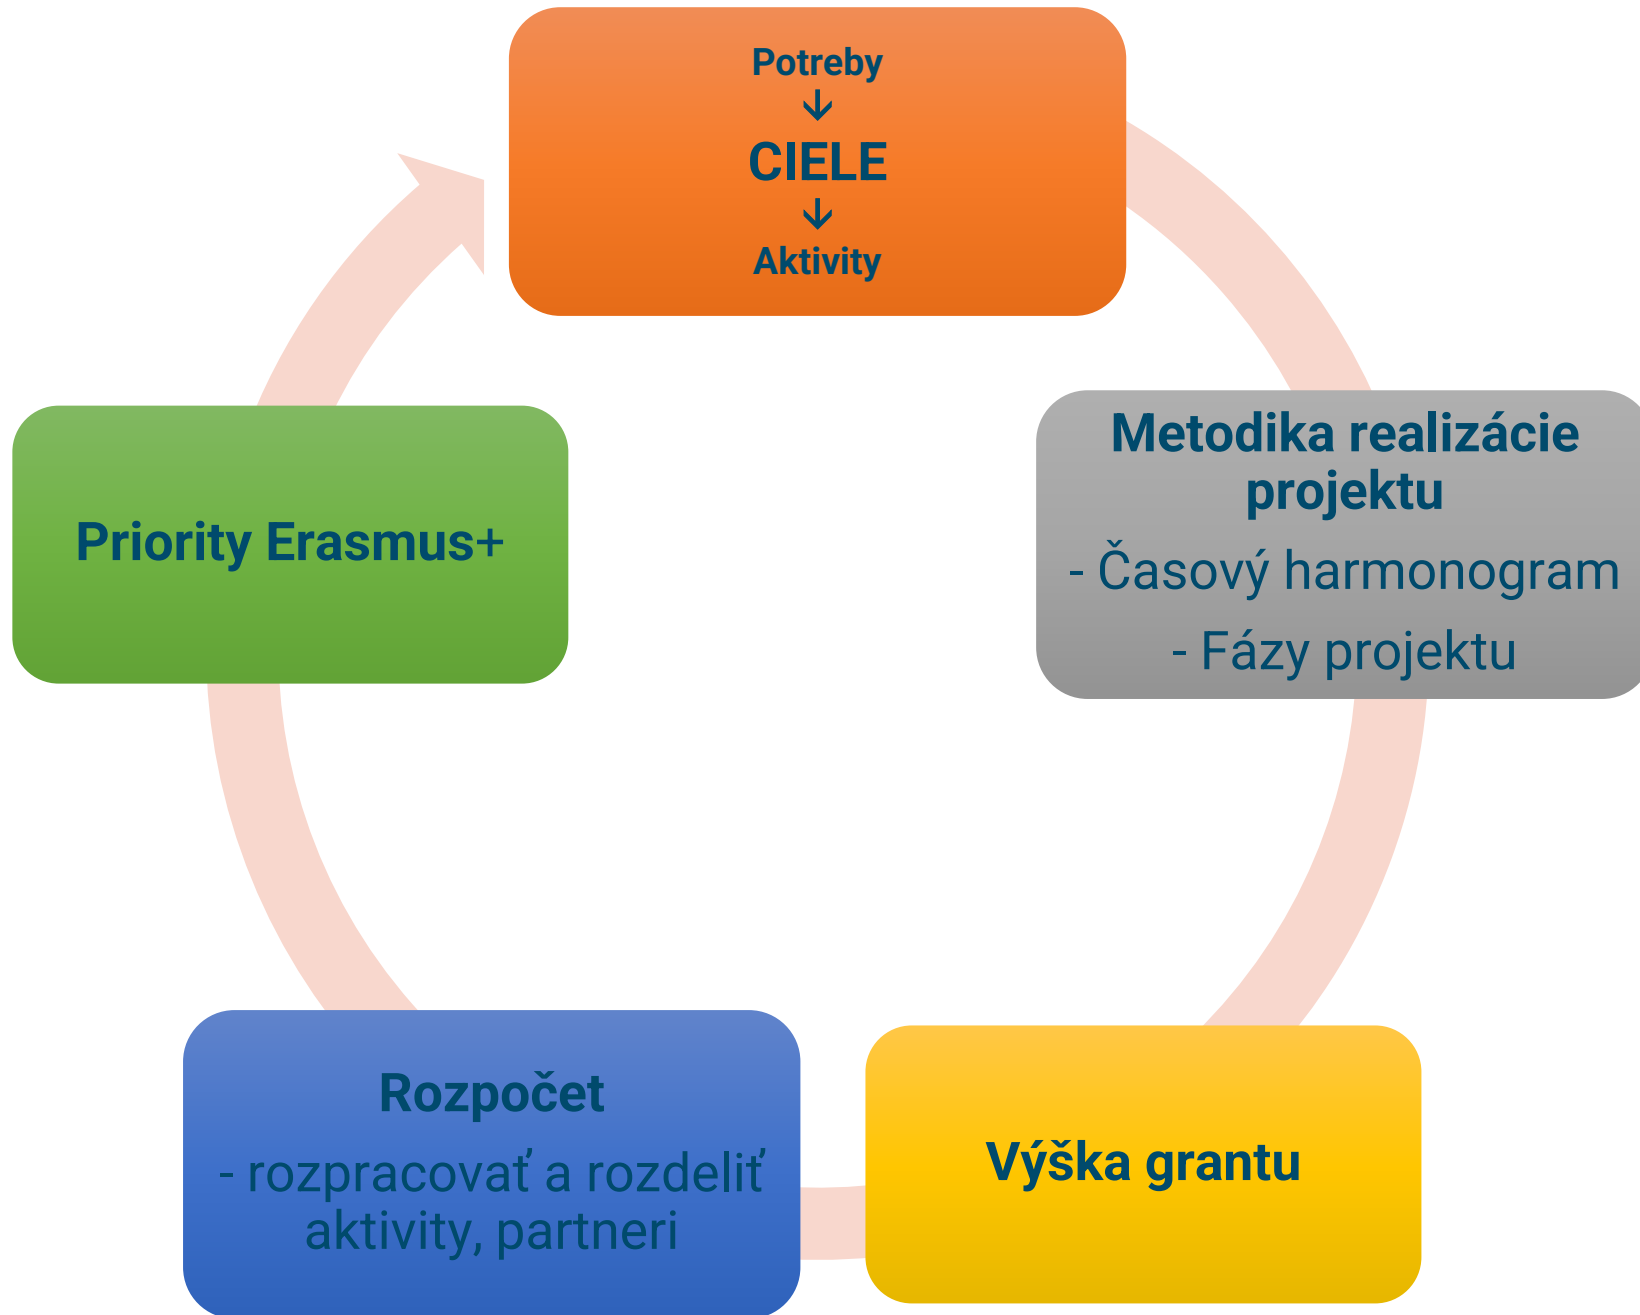 Potreby
↓
CIELE
↓
Aktivity
Metodika realizácie
projektu
- Časový harmonogram
- Fázy projektu
Výška grantu
Rozpočet
- rozpracovať a rozdeliť
aktivity, partneri
Priority Erasmus+